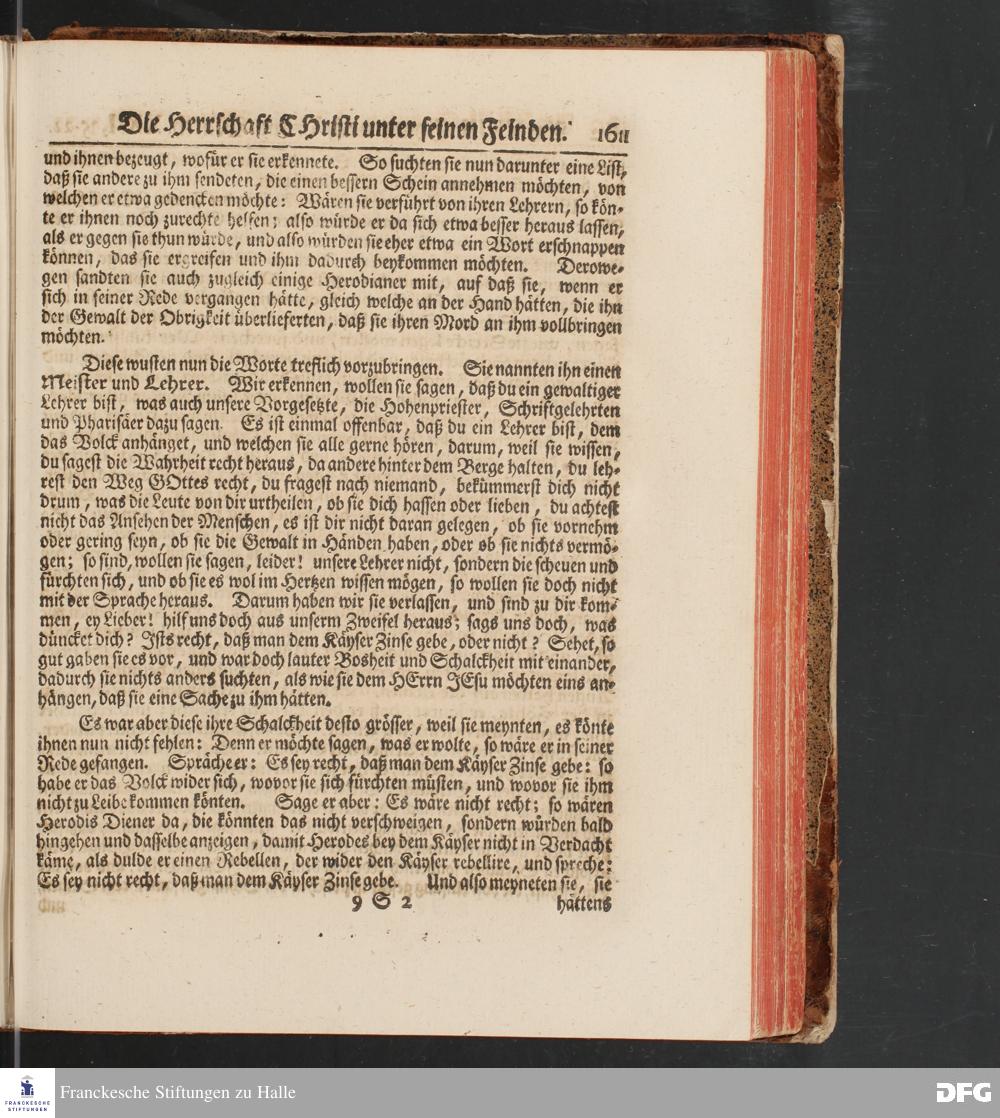 Die Herrschaft CHristi unter seinen Feinden. 1611
und ihnen bezeugt, wofür er sie erkennete. So suchten sie nun darunter eine List,
daß sie andere zu ihm sendeten, die einen bessern Schein annehmen möchten, von
welchen er etwa gedencken möchte: Wären sie verführt von ihren Lehrern, so kön-
te er ihnen noch zurechte helfen; also würde er da sich etwa besser heraus lassen,
als er gegen sie thun würde, und also würden sie eher etwa ein Wort erschnappen
können, das sie ergreifen und ihm dadurch beykommen möchten. Derowe-
gen sandten sie auch zugleich einige Herodianer mit, auf daß sie, wenn er
sich in seiner Rede vergangen hätte, gleich welche an der Hand hätten, die ihn
der Gewalt der Obrigkeit überlieferten, daß sie ihren Mord an ihm vollbringen
möchten.
Diese wusten nun die Worte treflich vorzubringen. Sie nannten ihn einen
Meister und Lehrer. Wir erkennen, wollen sie sagen, daß du ein gewaltiger
Lehrer bist, was auch unsere Vorgesetzte, die Hohenpriester, Schriftgelehrten
und Pharisäer dazu sagen. Es ist einmal offenbar, daß du ein Lehrer bist, dem
das Volck anhänget, und welchen sie alle gerne hören, darum, weil sie wissen,
du sagest die Wahrheit recht heraus, da andere hinter dem Berge halten, du leh-
rest den Weg GOttes recht, du fragest nach niemand, bekümmerst dich nicht
drum, was die Leute von dir urtheilen, ob sie dich hassen oder lieben, du achtest
nicht das Ansehen der Menschen, es ist dir nicht daran gelegen, ob sie vornehm
oder gering seyn, ob sie die Gewalt in Händen haben, oder ob sie nichts vermö-
gen; so sind, wollen sie sagen, leider! unsere Lehrer nicht, sondern die scheuen und
fürchten sich, und ob sie es wol im Hertzen wissen mögen, so wollen sie doch nicht
mit der Sprache heraus. Darum haben wir sie verlassen, und sind zu dir kom-
men, ey Lieber! hilf uns doch aus unserm Zweifel heraus; sags uns doch, was
düncket dich? Ists recht, daß man dem Käyser Zinse gebe, oder nicht? Sehet, so
gut gaben sie es vor, und war doch lauter Bosheit und Schalckheit mit einander,
dadurch sie nichts anders suchten, als wie sie dem HErrn JEsu möchten eins an-
hängen, daß sie eine Sache zu ihm hätten.
Es war aber diese ihre Schalckheit desto grösser, weil sie meynten, es könte
ihnen nun nicht fehlen: Denn er möchte sagen, was er wolte, so wäre er in seiner
Rede gefangen. Spräche er: Es sey recht, daß man dem Käyser Zinse gebe: so
habe er das Volck wider sich, wovor sie sich fürchten müsten, und wovor sie ihm
nicht zu Leibe kommen könten. Sage er aber: Es wäre nicht recht; so wären
Herodis Diener da, die könnten das nicht verschweigen, sondern würden bald
hingehen und dasselbe anzeigen, damit Herodes bey dem Käyser nicht in Verdacht
käme, als dulde er einen Rebellen, der wider den Käyser rebellire, und spreche:
Es sey nicht recht, daß man dem Käyser Zinse gebe. Und also meyneten sie, sie
9 S 2 hättens
FRANCKESCHE
STIFTUNGEN
Franckesche Stiftungen zu Halle
DFG